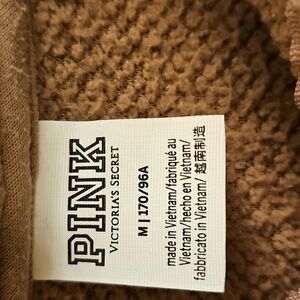 PINK
VICTORIA'S SECRET
M | 170/96A
made in Vietnam/fabriqué au
Vietnam/hecho en Vietnam/
fabbricato in Vietnam/ 越南制造